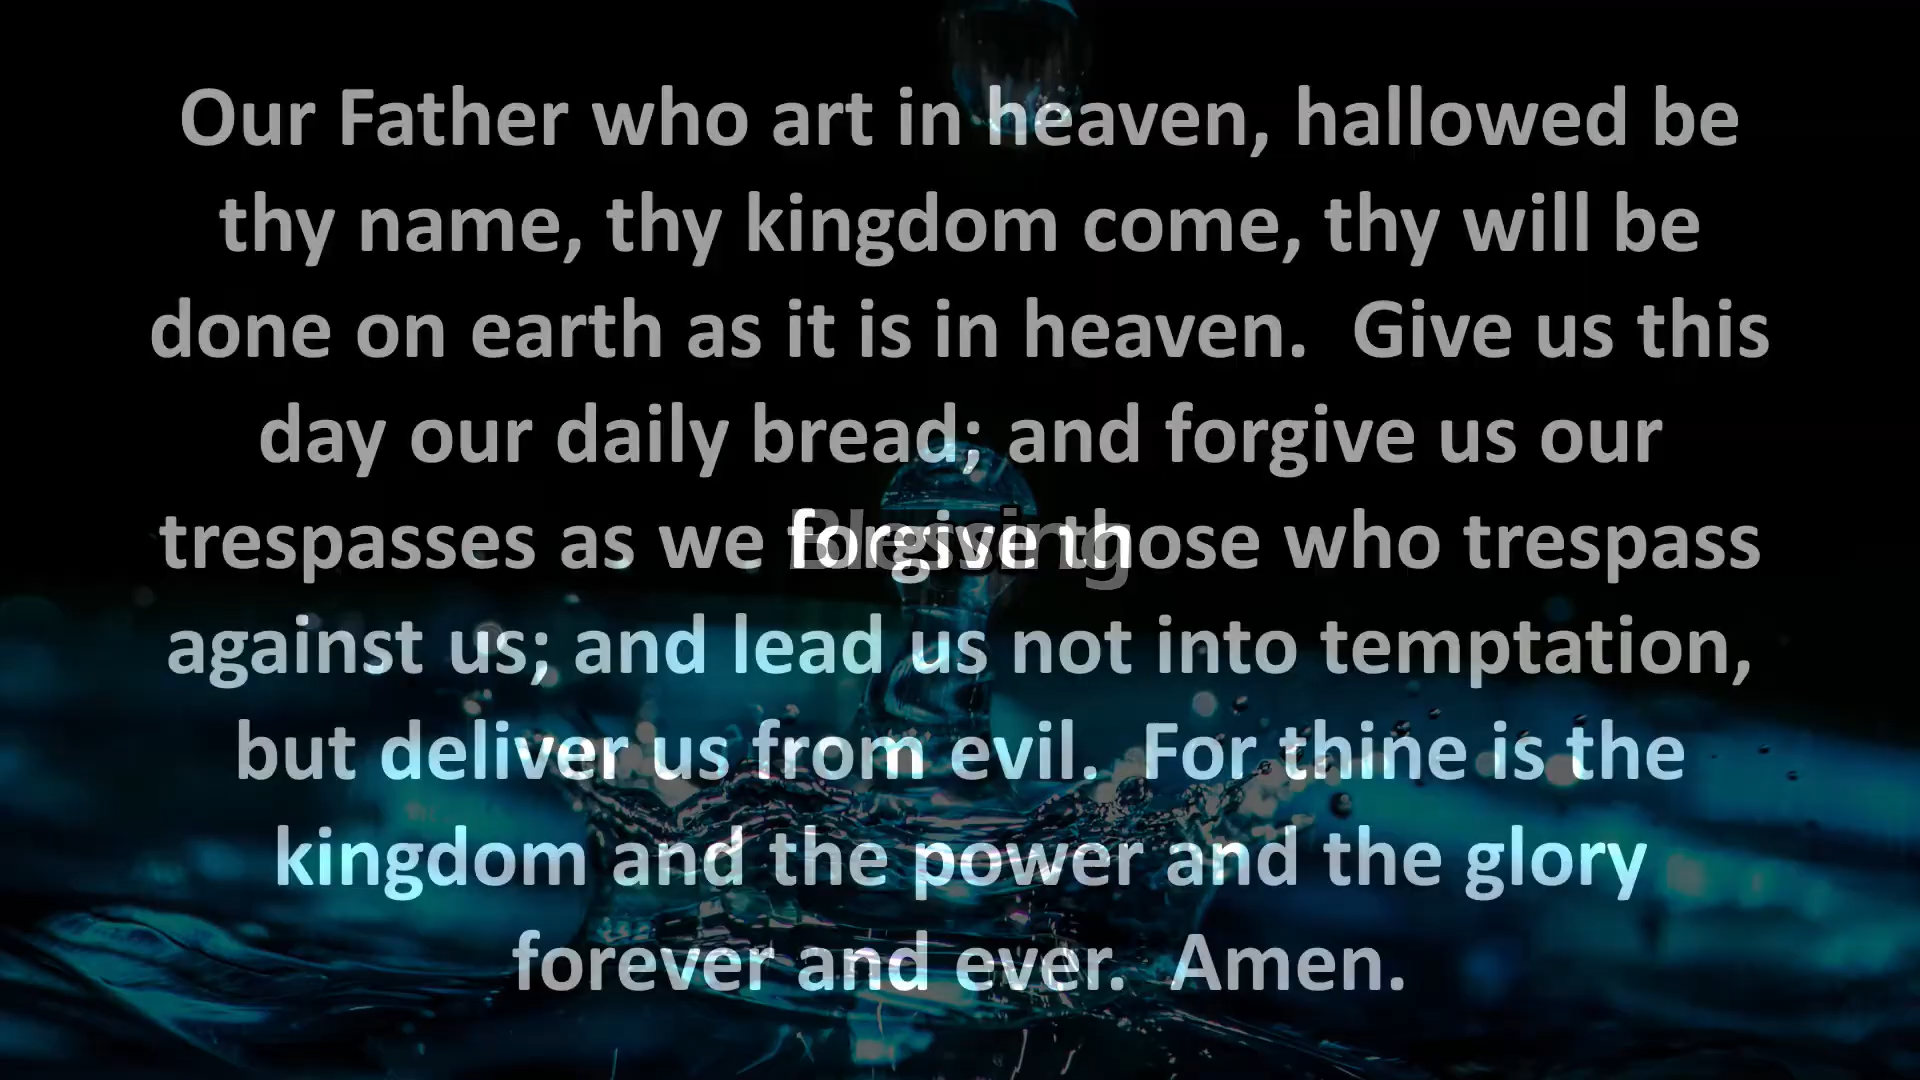 Our Father who art in heaven, hallowed be
thy name, thy kingdom come, thy will be
done on earth as it is in heaven.  Give us this
day our daily bread; and forgive us our
trespasses as we forgive those who trespass
Blessing
against us; and lead us not into temptation,
but deliver us from evil.  For thine is the
kingdom and the power and the glory
forever and ever.  Amen.